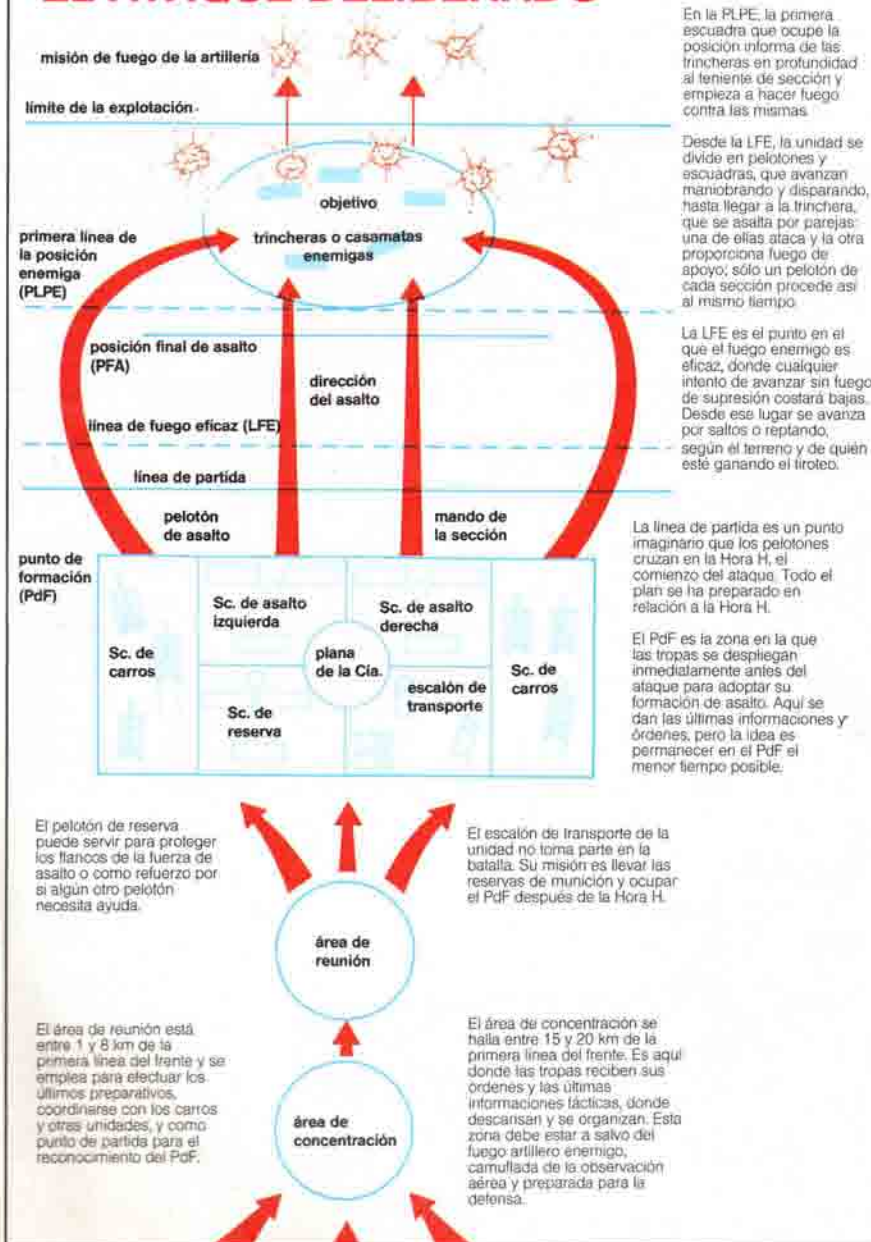 misión de fuego de la artillería
límite de la explotación
objetivo
trincheras o casamatas
enemigas
primera línea de
la posición
enemiga
(PLPE)
posición final de asalto
(PFA)
dirección
del asalto
línea de fuego eficaz (LFE)
línea de partida
pelotón
de asalto
mando de
la sección
punto de
formación
(PdF)
Sc. de
carros
Sc. de asalto
izquierda
Sc. de asalto
derecha
plana
de la Cía.
Sc. de
reserva
escalón de
transporte
Sc. de
carros
En la PLPE, la primera
escuadra que ocupe la
posición informa de las
trincheras en profundidad
al teniente de sección y
empieza a hacer fuego
contra las mismas.
Desde la LFE, la unidad se
divide en pelotones y
escuadras, que avanzan
maniobrando y disparando,
hasta llegar a la trinchera,
que se asalta por parejas:
una de ellas ataca y la otra
proporciona fuego de
apoyo; sólo un pelotón de
cada sección procede así
al mismo tiempo.
La LFE es el punto en el
que el fuego enemigo es
eficaz, donde cualquier
intento de avanzar sin fuego
de supresión costará bajas.
Desde ese lugar se avanza
por saltos o reptando,
según el terreno y de quién
esté ganando el tiroteo.
La línea de partida es un punto
imaginario que los pelotones
cruzan en la Hora H, el
comienzo del ataque. Todo el
plan se ha preparado en
relación a la Hora H.
El PdF es la zona en la que
las tropas se despliegan
inmediatamente antes del
ataque para adoptar su
formación de asalto. Aquí se
dan las últimas informaciones y
órdenes, pero la idea es
permanecer en el PdF el
menor tiempo posible.
El pelotón de reserva
puede servir para proteger
los flancos de la fuerza de
asalto o como refuerzo por
si algún otro pelotón
necesita ayuda.
El escalón de transporte de la
unidad no toma parte en la
batalla. Su misión es llevar las
reservas de munición y ocupar
el PdF después de la Hora H.
área de
reunión
El área de reunión está
entre 1 y 8 km de la
primera línea del frente y se
emplea para efectuar los
últimos preparativos,
coordinarse con los carros
y otras unidades, y como
punto de partida para el
reconocimiento del PdF.
área de
concentración
El área de concentración se
halla entre 15 y 20 km de la
primera línea del frente. Es aquí
donde las tropas reciben sus
órdenes y las últimas
informaciones tácticas, donde
descansan y se organizan. Esta
zona debe estar a salvo del
fuego artillero enemigo,
camuflada de la observación
aérea y preparada para la
defensa.